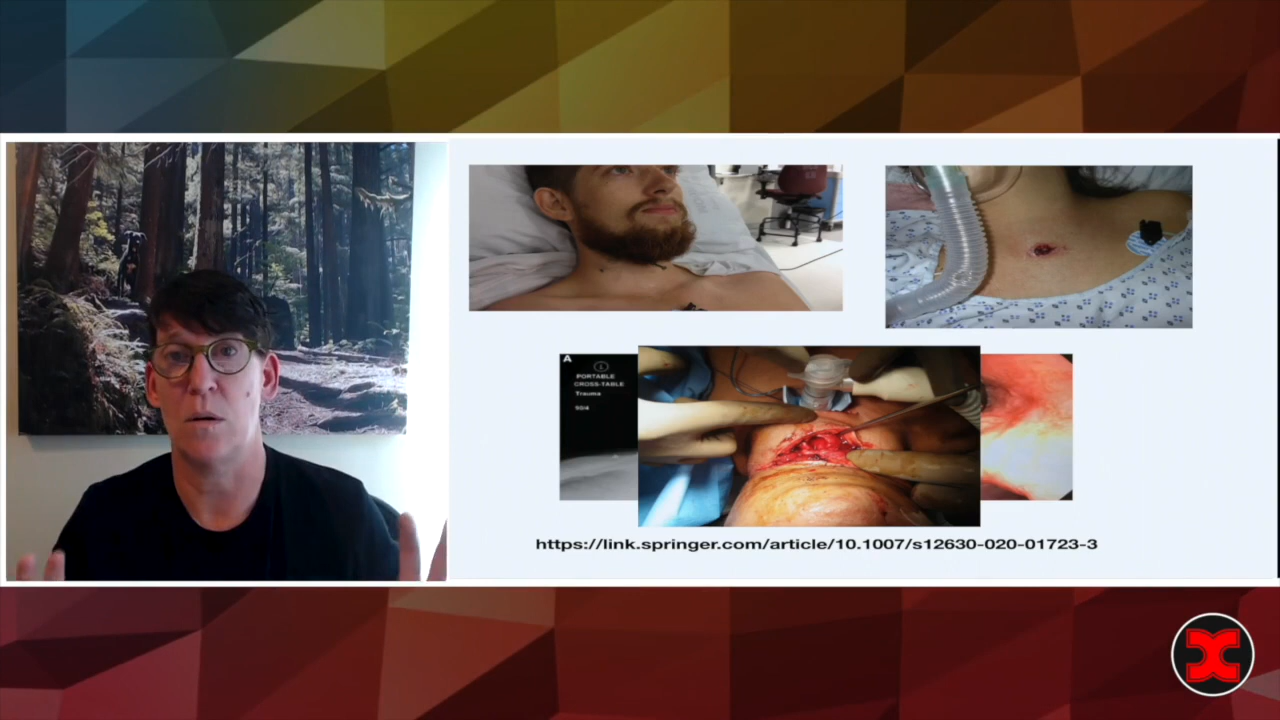 A
L
PORTABLE
CROSS-TABLE
Trauma
https://link.springer.com/article/10.1007/s12630-020-01723-3